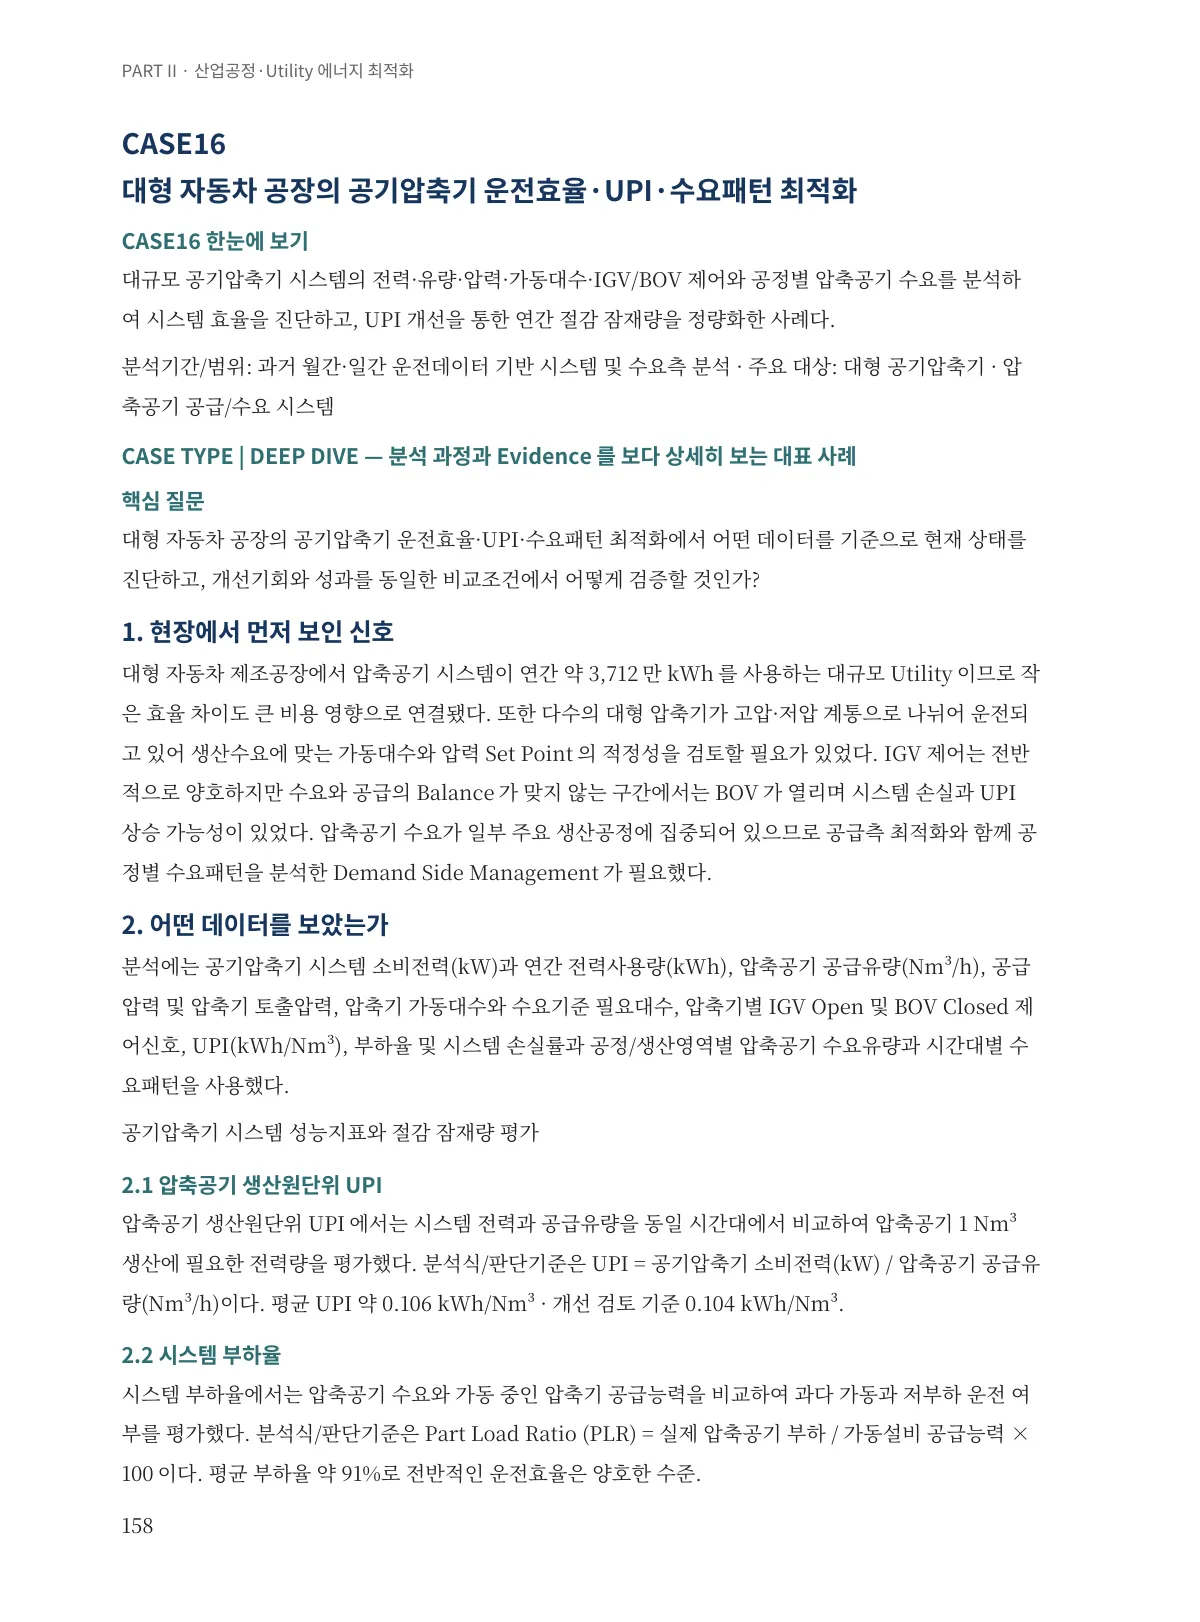 PART II · 산업공정·Utility 에너지 최적화
CASE16
대형 자동차 공장의 공기압축기 운전효율·UPI·수요패턴 최적화
CASE16 한눈에 보기
대규모 공기압축기 시스템의 전력·유량·압력·가동대수·IGV/BOV 제어와 공정별 압축공기 수요를 분석하
여 시스템 효율을 진단하고, UPI 개선을 통한 연간 절감 잠재량을 정량화한 사례다.
분석기간/범위: 과거 월간·일간 운전데이터 기반 시스템 및 수요측 분석 · 주요 대상: 대형 공기압축기 · 압
축공기 공급/수요 시스템
CASE TYPE | DEEP DIVE — 분석 과정과 Evidence 를 보다 상세히 보는 대표 사례
핵심 질문
대형 자동차 공장의 공기압축기 운전효율·UPI·수요패턴 최적화에서 어떤 데이터를 기준으로 현재 상태를
진단하고, 개선기회와 성과를 동일한 비교조건에서 어떻게 검증할 것인가?
1. 현장에서 먼저 보인 신호
대형 자동차 제조공장에서 압축공기 시스템이 연간 약 3,712 만 kWh 를 사용하는 대규모 Utility 이므로 작
은 효율 차이도 큰 비용 영향으로 연결됐다. 또한 다수의 대형 압축기가 고압·저압 계통으로 나뉘어 운전되
고 있어 생산수요에 맞는 가동대수와 압력 Set Point 의 적정성을 검토할 필요가 있었다. IGV 제어는 전반
적으로 양호하지만 수요와 공급의 Balance 가 맞지 않는 구간에서는 BOV 가 열리며 시스템 손실과 UPI
상승 가능성이 있었다. 압축공기 수요가 일부 주요 생산공정에 집중되어 있으므로 공급측 최적화와 함께 공
정별 수요패턴을 분석한 Demand Side Management 가 필요했다.
2. 어떤 데이터를 보았는가
분석에는 공기압축기 시스템 소비전력(kW)과 연간 전력사용량(kWh), 압축공기 공급유량(Nm³/h), 공급
압력 및 압축기 토출압력, 압축기 가동대수와 수요기준 필요대수, 압축기별 IGV Open 및 BOV Closed 제
어신호, UPI(kWh/Nm³), 부하율 및 시스템 손실률과 공정/생산영역별 압축공기 수요유량과 시간대별 수
요패턴을 사용했다.
공기압축기 시스템 성능지표와 절감 잠재량 평가
2.1 압축공기 생산원단위 UPI
압축공기 생산원단위 UPI 에서는 시스템 전력과 공급유량을 동일 시간대에서 비교하여 압축공기 1 Nm³
생산에 필요한 전력량을 평가했다. 분석식/판단기준은 UPI = 공기압축기 소비전력(kW) / 압축공기 공급유
량(Nm³/h)이다. 평균 UPI 약 0.106 kWh/Nm³ · 개선 검토 기준 0.104 kWh/Nm³.
2.2 시스템 부하율
시스템 부하율에서는 압축공기 수요와 가동 중인 압축기 공급능력을 비교하여 과다 가동과 저부하 운전 여
부를 평가했다. 분석식/판단기준은 Part Load Ratio (PLR) = 실제 압축공기 부하 / 가동설비 공급능력 ×
100 이다. 평균 부하율 약 91%로 전반적인 운전효율은 양호한 수준.
158